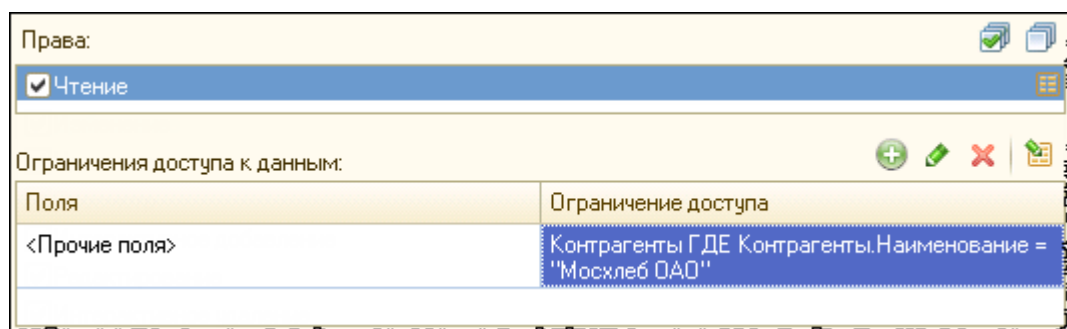 Права:
Чтение
Ограничения доступа к данным:
Поля Ограничение доступа
<Прочие поля> Контрагенты ГДЕ Контрагенты.Наименование =
"Мосхлеб ОАО"